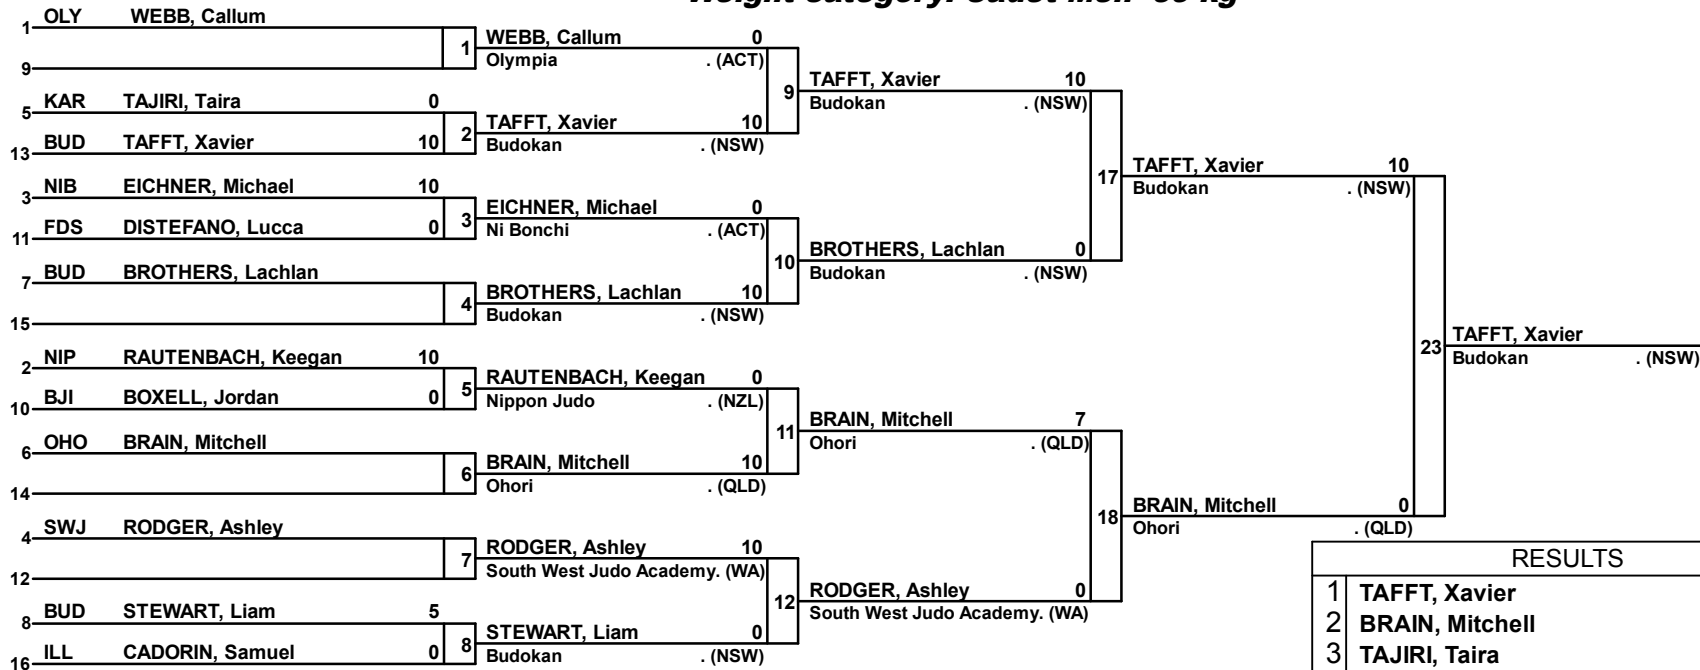 1 OLY WEBB, Callum
9
1 WEBB, Callum 0
Olympia . (ACT)
5 KAR TAJIRI, Taira 0
13 BUD TAFFT, Xavier 10
2 TAFFT, Xavier 10
Budokan . (NSW)
9 TAFFT, Xavier 10
Budokan . (NSW)
3 NIB EICHNER, Michael 10
11 FDS DISTEFANO, Lucca 0
3 EICHNER, Michael 0
Ni Bonchi . (ACT)
7 BUD BROTHERS, Lachlan
15
4 BROTHERS, Lachlan 10
Budokan . (NSW)
10 BROTHERS, Lachlan 0
Budokan . (NSW)
17 TAFFT, Xavier 10
Budokan . (NSW)
2 NIP RAUTENBACH, Keegan 10
10 BJI BOXELL, Jordan 0
5 RAUTENBACH, Keegan 0
Nippon Judo . (NZL)
6 OHO BRAIN, Mitchell
14
6 BRAIN, Mitchell 10
Ohori . (QLD)
11 BRAIN, Mitchell 7
Ohori . (QLD)
4 SWJ RODGER, Ashley
12
7 RODGER, Ashley 10
South West Judo Academy. (WA)
8 BUD STEWART, Liam 5
16 ILL CADORIN, Samuel 0
8 STEWART, Liam 0
Budokan . (NSW)
12 RODGER, Ashley 0
South West Judo Academy. (WA)
18 BRAIN, Mitchell 0
Ohori . (QLD)
23 TAFFT, Xavier
Budokan . (NSW)
RESULTS
1 TAFFT, Xavier
2 BRAIN, Mitchell
3 TAJIRI, Taira